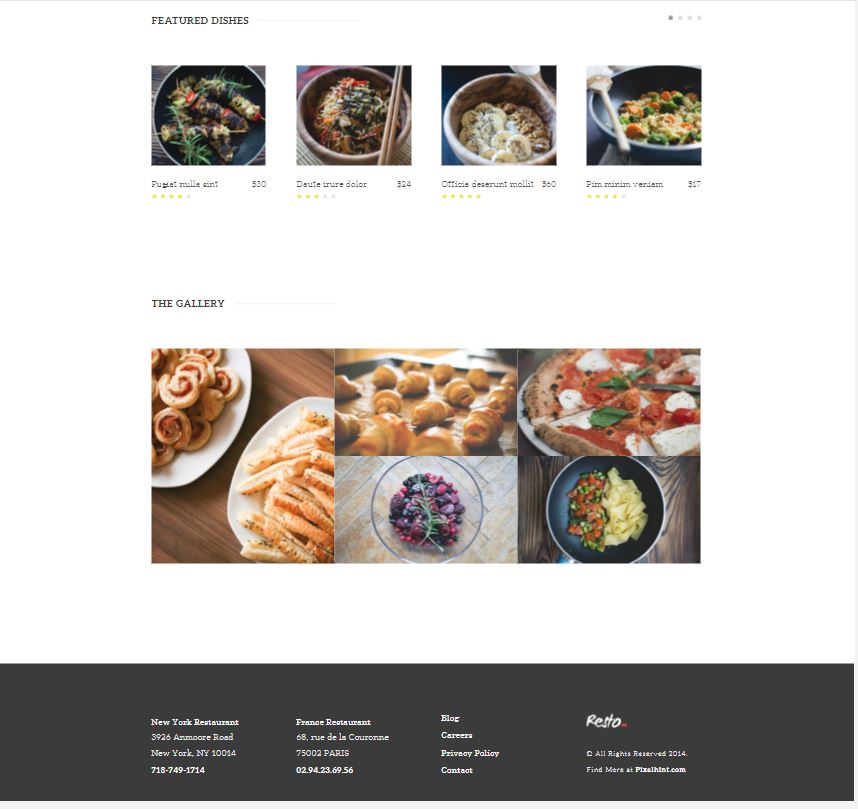 FEATURED DISHES
Fugiat nulla sint $30
Daute irure dolor $24
Officia deserunt mollit $60
Pim minim veniam $17
THE GALLERY
New York Restaurant
3926 Anmoore Road
New York, NY 10014
718-749-1714
France Restaurant
68, rue de la Couronne
75002 PARIS
02.94.23.69.56
Blog
Careers
Privacy Policy
Contact
Resto
© All Rights Reserved 2014.
Find More at Pixelhint.com